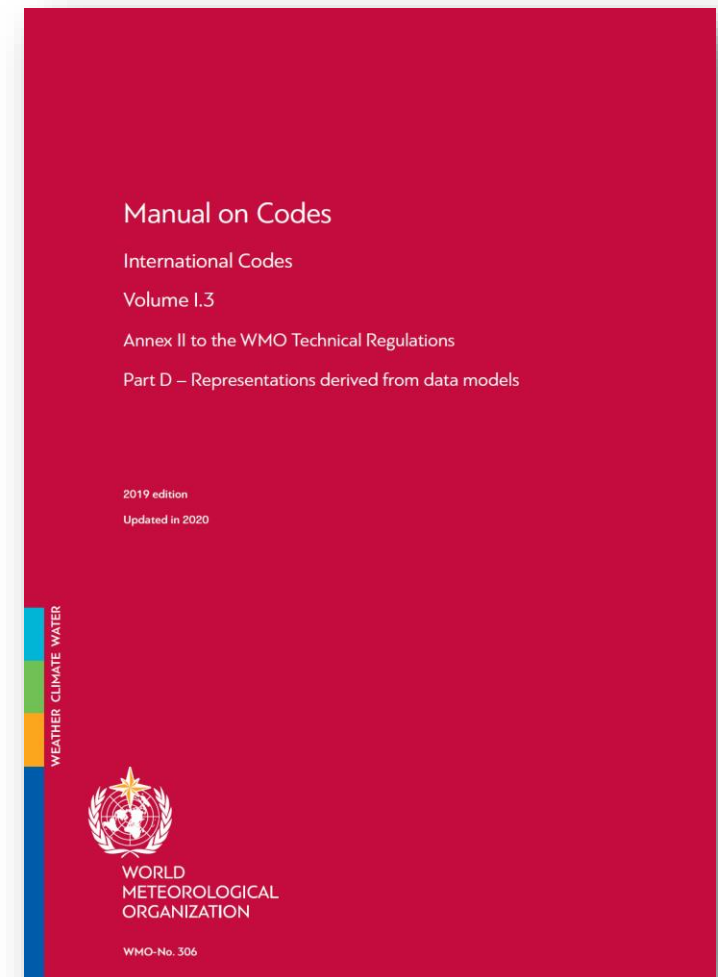 Manual on Codes
International Codes
Volume I.3
Annex II to the WMO Technical Regulations
Part D – Representations derived from data models
2019 edition
Updated in 2020
WEATHER CLIMATE WATER
WORLD
METEOROLOGICAL
ORGANIZATION
WMO-No. 306